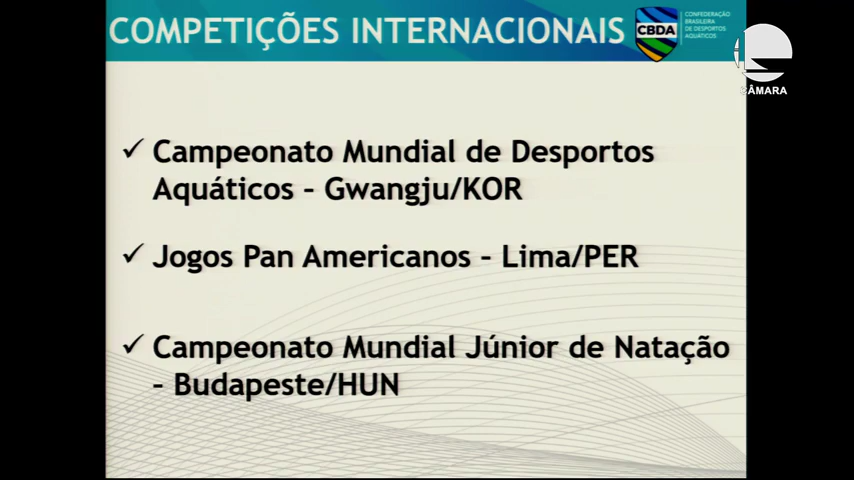 COMPETIÇÕES INTERNACIONAIS
CBDA
CONFEDERAÇÃO
BRASILEIRA
DE DESPORTOS
AQUÁTICOS
CÂMARA
✓ Campeonato Mundial de Desportos
Aquáticos – Gwangju/KOR
✓ Jogos Pan Americanos – Lima/PER
✓ Campeonato Mundial Júnior de Natação
– Budapeste/HUN